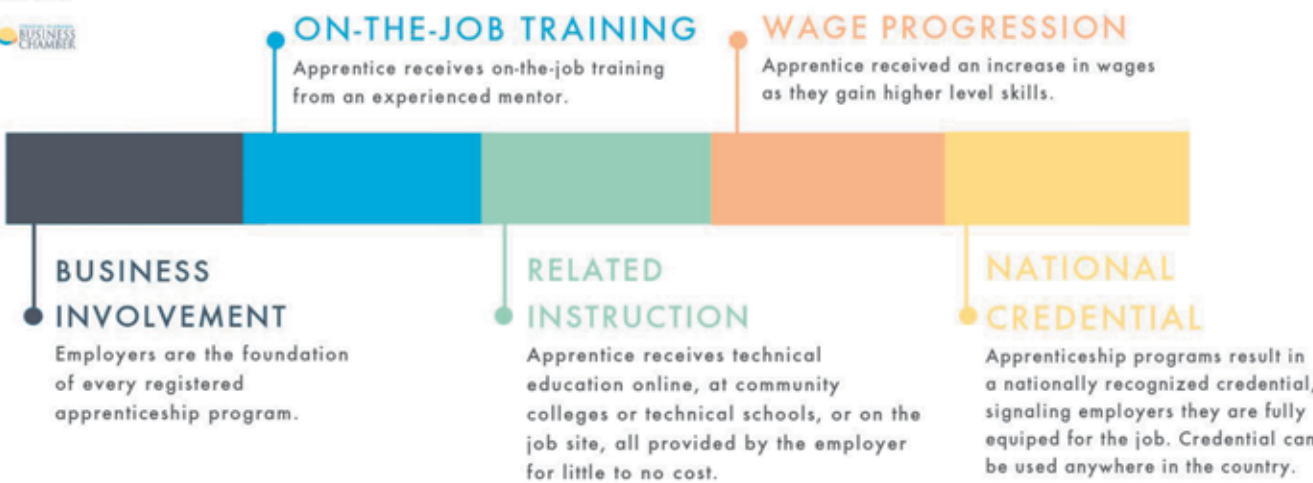 BUSINESS
CHAMBER
ON-THE-JOB TRAINING
Apprentice receives on-the-job training
from an experienced mentor.
WAGE PROGRESSION
Apprentice received an increase in wages
as they gain higher level skills.
BUSINESS
INVOLVEMENT
Employers are the foundation
of every registered
apprenticeship program.
RELATED
INSTRUCTION
Apprentice receives technical
education online, at community
colleges or technical schools, or on the
job site, all provided by the employer
for little to no cost.
NATIONAL
CREDENTIAL
Apprenticeship programs result in
a nationally recognized credential,
signaling employers they are fully
equiped for the job. Credential can
be used anywhere in the country.